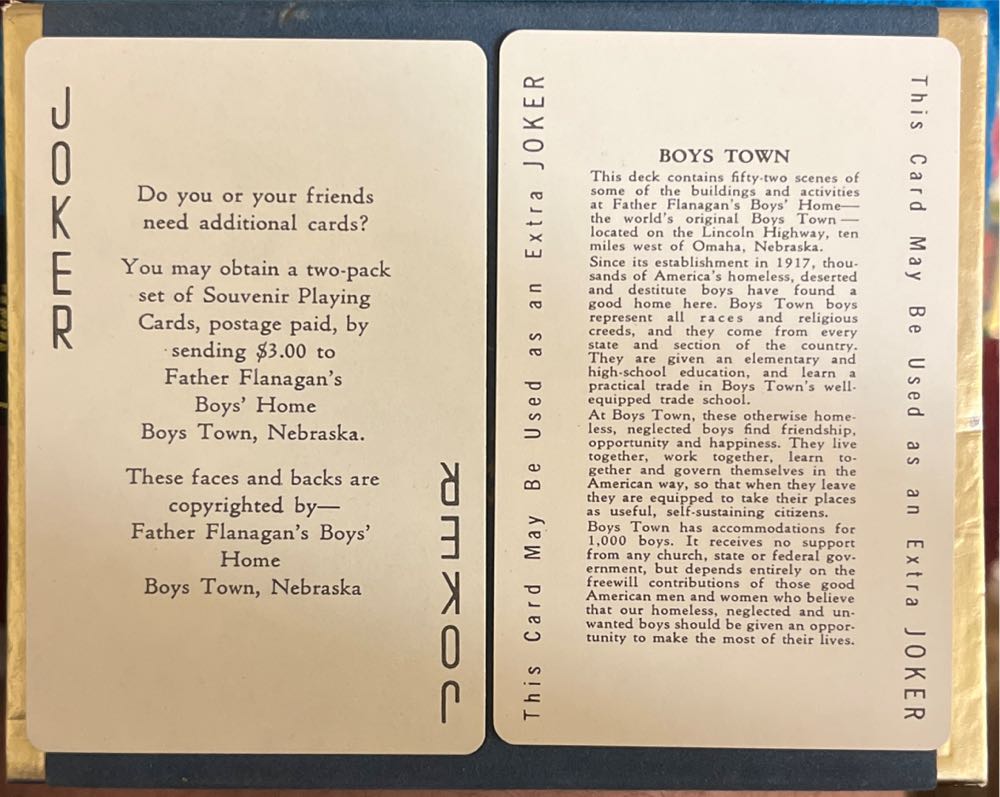 JOKER
Do you or your friends
need additional cards?
You may obtain a two-pack
set of Souvenir Playing
Cards, postage paid, by
sending $3.00 to
Father Flanagan's
Boys' Home
Boys Town, Nebraska.
These faces and backs are
copyrighted by—
Father Flanagan's Boys'
Home
Boys Town, Nebraska
JOKER
This Card May Be Used as an Extra JOKER
BOYS TOWN
This deck contains fifty-two scenes of
some of the buildings and activities
at Father Flanagan's Boys' Home—
the world's original Boys Town—
located on the Lincoln Highway, ten
miles west of Omaha, Nebraska.
Since its establishment in 1917, thou-
sands of America's homeless, deserted
and destitute boys have found a
good home here. Boys Town boys
represent all races and religious
creeds, and they come from every
state and section of the country.
They are given an elementary and
high-school education, and learn a
practical trade in Boys Town's well-
equipped trade school.
At Boys Town, these otherwise home-
less, neglected boys find friendship,
opportunity and happiness. They live
together, work together, learn to-
gether and govern themselves in the
American way, so that when they leave
they are equipped to take their places
as useful, self-sustaining citizens.
Boys Town has accommodations for
1,000 boys. It receives no support
from any church, state or federal gov-
ernment, but depends entirely on the
freewill contributions of those good
American men and women who believe
that our homeless, neglected and un-
wanted boys should be given an oppor-
tunity to make the most of their lives.
This Card May Be Used as an Extra JOKER